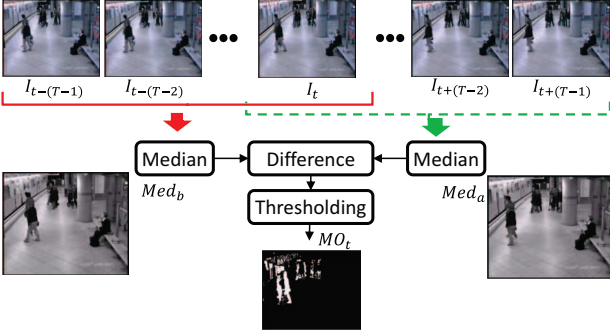 ●●● ●●●
I_{t-(T-1)} I_{t-(T-2)} I_t I_{t+(T-2)} I_{t+(T-1)}
Median Difference Median
Med_b Med_a
Thresholding
MO_t